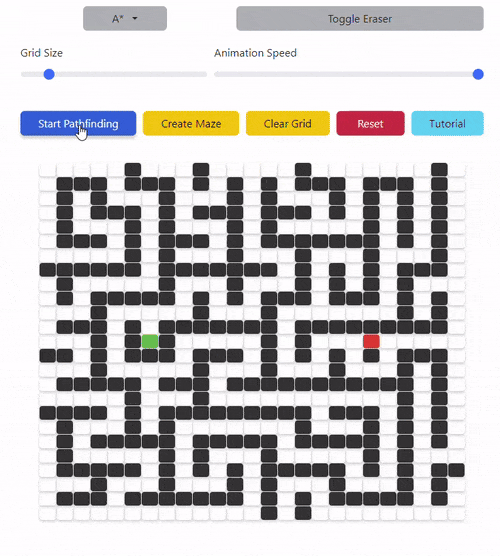 A*
Toggle Eraser
Grid Size
Animation Speed
Start Pathfinding
Create Maze
Clear Grid
Reset
Tutorial